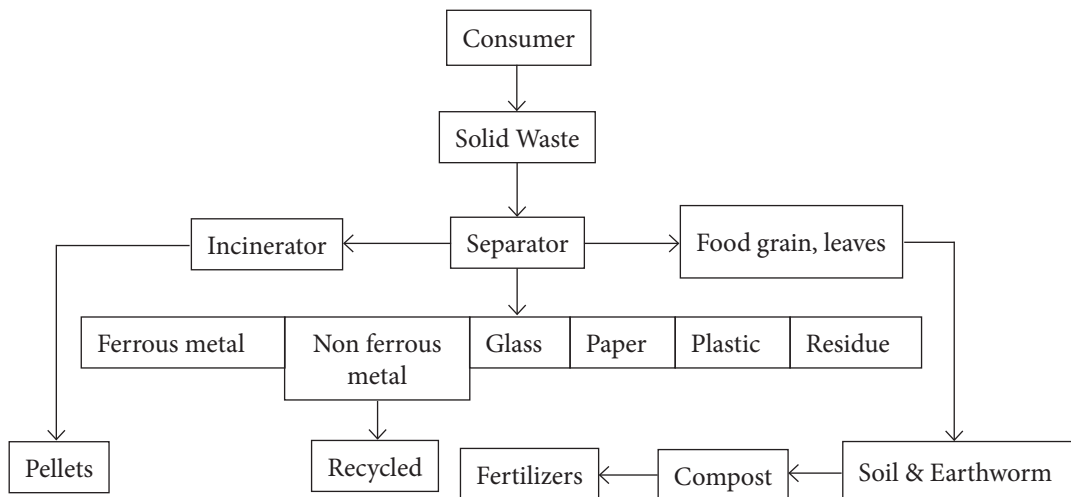 Consumer
Solid Waste
Incinerator
Separator
Food grain, leaves
Ferrous metal
Non ferrous
metal
Glass
Paper
Plastic
Residue
Pellets
Recycled
Fertilizers
Compost
Soil & Earthworm